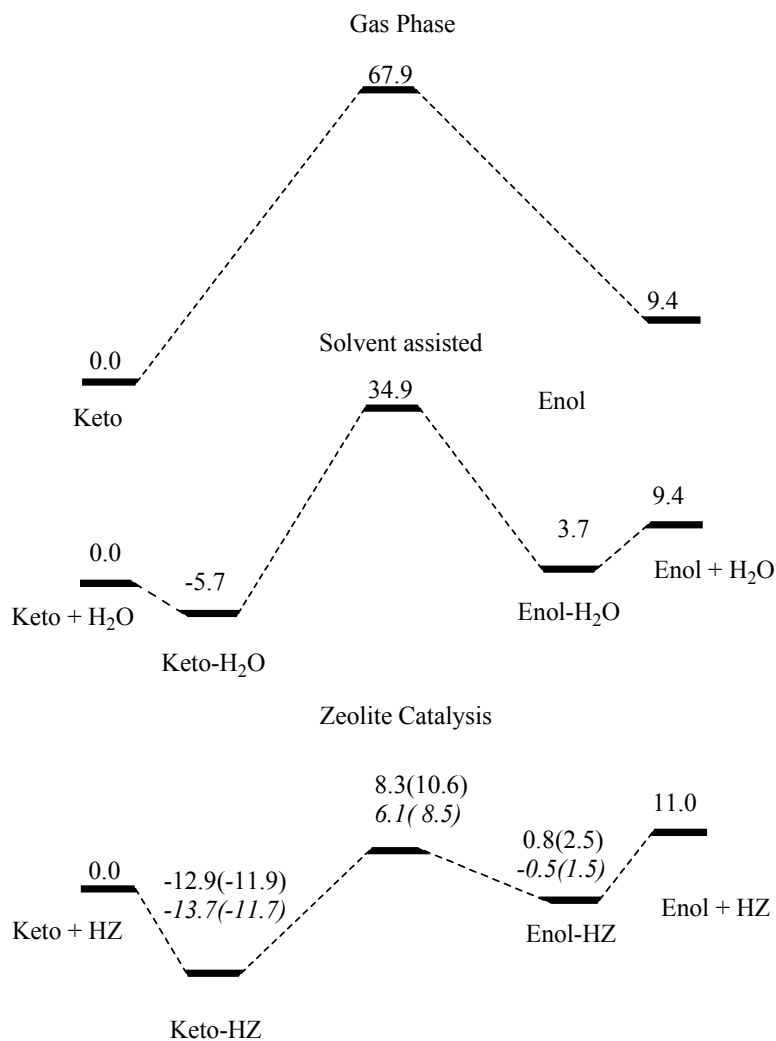 Gas Phase
67.9
9.4
0.0
Keto
Solvent assisted
34.9
Enol
0.0
-5.7
3.7
9.4
Keto + H₂O
Keto-H₂O
Enol-H₂O
Enol + H₂O
Zeolite Catalysis
8.3(10.6)
6.1( 8.5)
11.0
0.8(2.5)
-0.5(1.5)
0.0
-12.9(-11.9)
-13.7(-11.7)
Keto + HZ
Enol-HZ
Enol + HZ
Keto-HZ